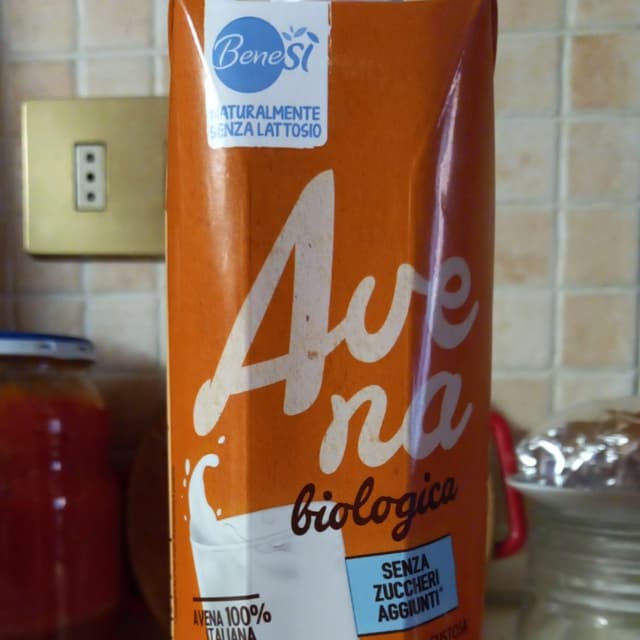 BeneSÌ
NATURALMENTE
SENZA LATTOSIO
Ave
na
biologica
SENZA
ZUCCHERI
AGGIUNTI*
AVENA 100%
ITALIANA